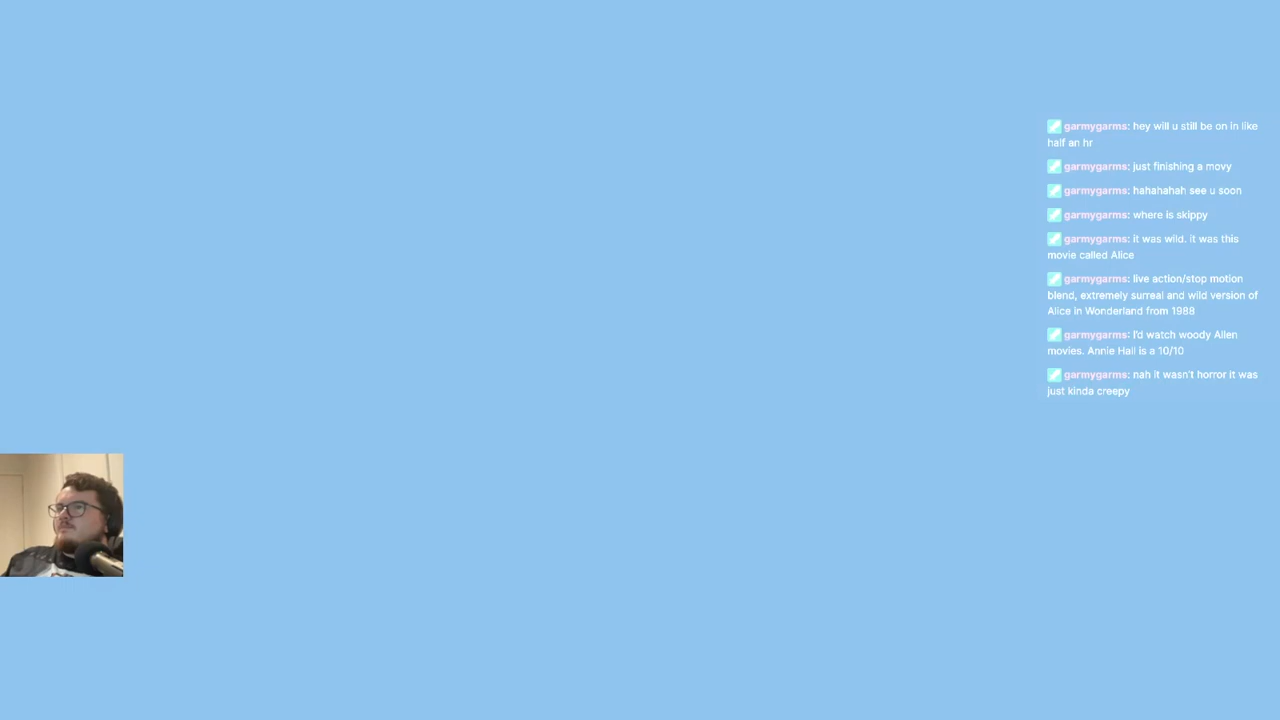 garmygarms: hey will u still be on in like
half an hr
garmygarms: just finishing a movy
garmygarms: hahahahah see u soon
garmygarms: where is skippy
garmygarms: it was wild. it was this
movie called Alice
garmygarms: live action/stop motion
blend, extremely surreal and wild version of
Alice in Wonderland from 1988
garmygarms: I'd watch woody Allen
movies. Annie Hall is a 10/10
garmygarms: nah it wasn't horror it was
just kinda creepy